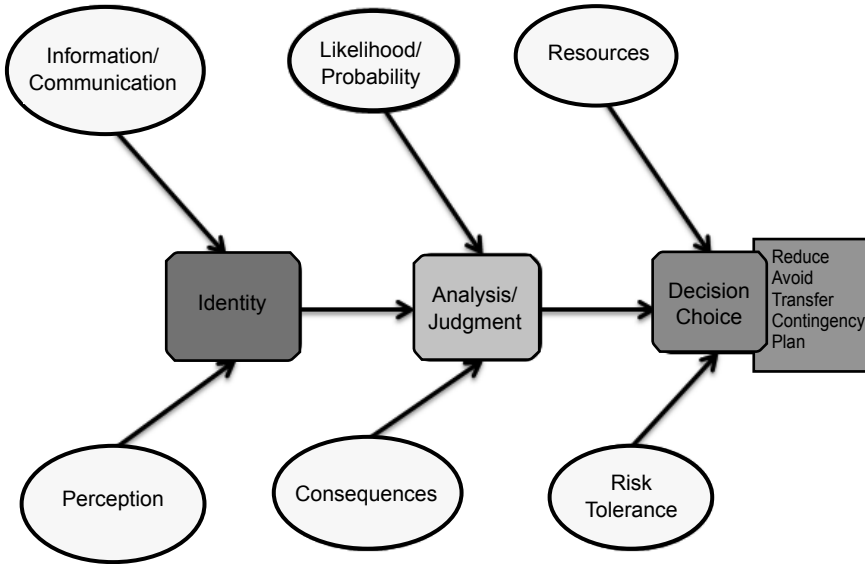 Information/
Communication
Likelihood/
Probability
Resources
Identity
Analysis/
Judgment
Decision
Choice
Reduce
Avoid
Transfer
Contingency
Plan
Perception
Consequences
Risk
Tolerance